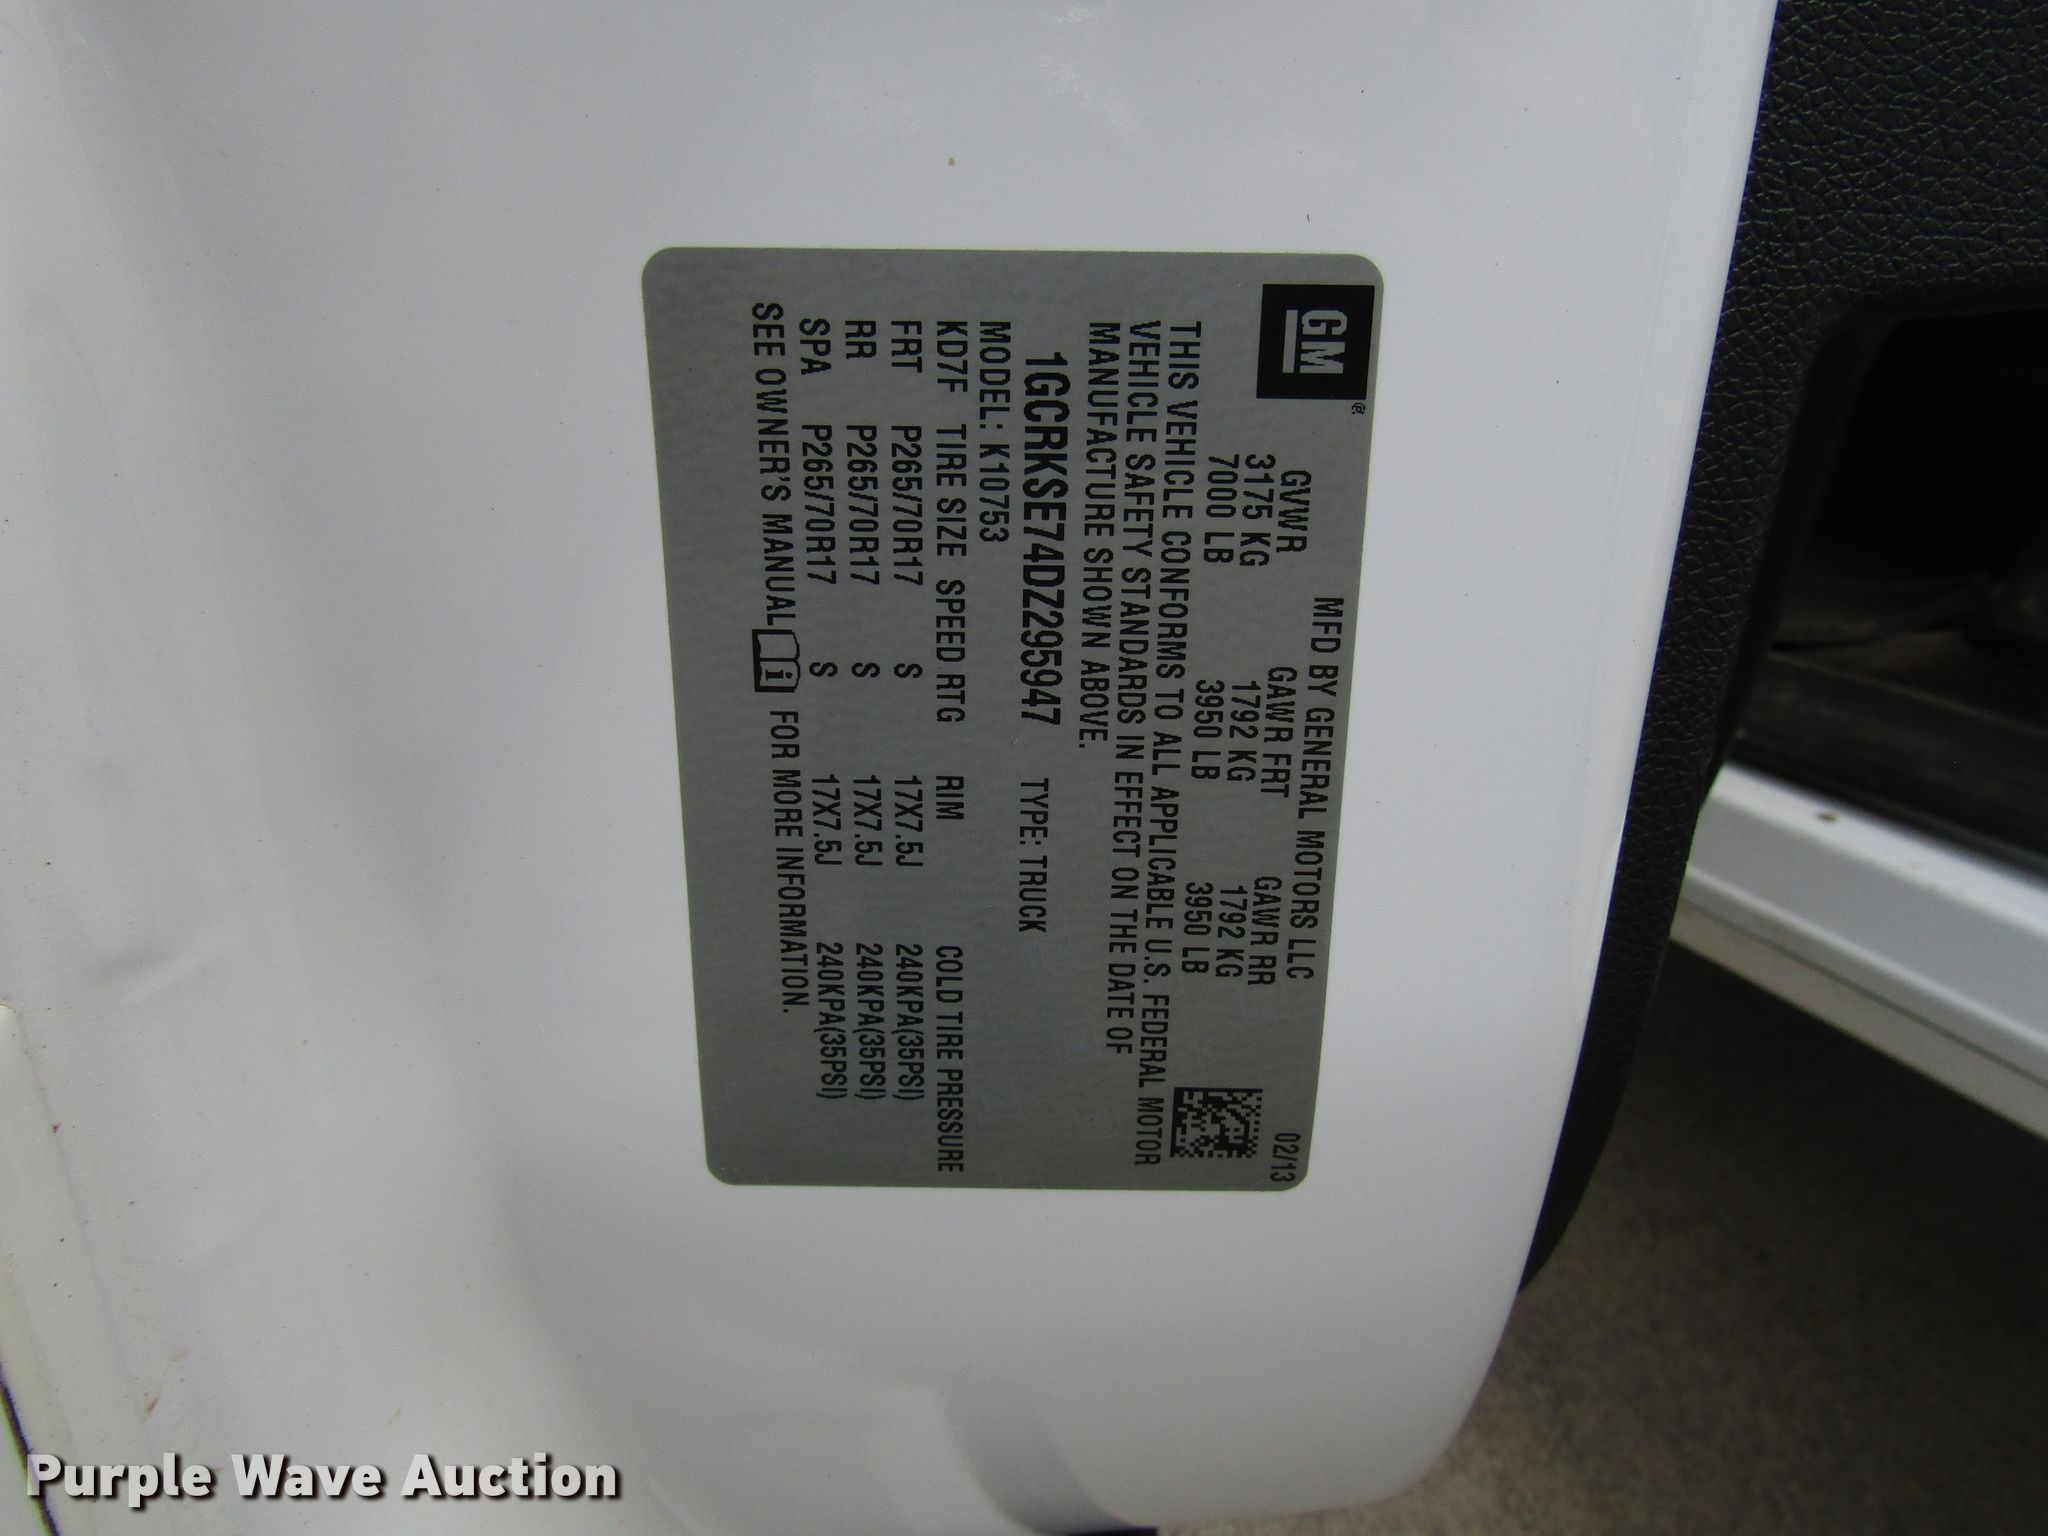 GM®
MFD BY GENERAL MOTORS LLC
02/13
GVWR GAWR FRT GAWR RR
3175 KG 1792 KG 1792 KG
7000 LB 3950 LB 3950 LB
THIS VEHICLE CONFORMS TO ALL APPLICABLE U.S. FEDERAL MOTOR
VEHICLE SAFETY STANDARDS IN EFFECT ON THE DATE OF
MANUFACTURE SHOWN ABOVE.
1GCRKSE74DZ295947 TYPE: TRUCK
MODEL: K10753
KD7F TIRE SIZE SPEED RTG RIM COLD TIRE PRESSURE
FRT P265/70R17 S 17X7.5J 240KPA(35PSI)
RR P265/70R17 S 17X7.5J 240KPA(35PSI)
SPA P265/70R17 S 17X7.5J 240KPA(35PSI)
SEE OWNER'S MANUAL i FOR MORE INFORMATION.
Purple Wave Auction